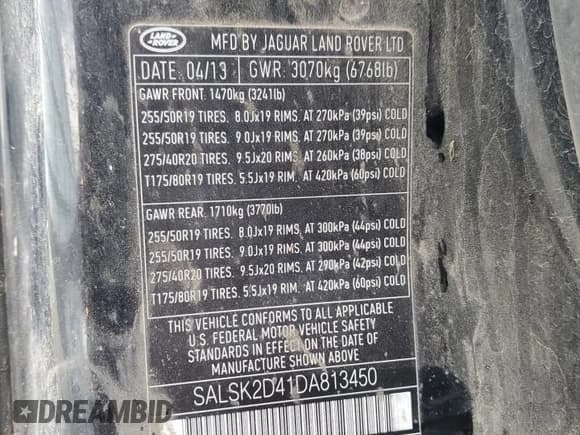 LAND
ROVER
MFD BY JAGUAR LAND ROVER LTD
DATE: 04/13 GWR: 3070kg (6768lb)
GAWR FRONT: 1470kg (3241lb)
255/50R19 TIRES, 8.0Jx19 RIMS, AT 270kPa (39psi) COLD
255/50R19 TIRES, 9.0Jx19 RIMS, AT 270kPa (39psi) COLD
275/40R20 TIRES, 9.5Jx20 RIMS, AT 260kPa (38psi) COLD
T175/80R19 TIRES, 5.5Jx19 RIM, AT 420kPa (60psi) COLD
GAWR REAR: 1710kg (3770lb)
255/50R19 TIRES, 8.0Jx19 RIMS, AT 300kPa (44psi) COLD
255/50R19 TIRES, 9.0Jx19 RIMS, AT 300kPa (44psi) COLD
275/40R20 TIRES, 9.5Jx20 RIMS, AT 290kPa (42psi) COLD
T175/80R19 TIRES, 5.5Jx19 RIM, AT 420kPa (60psi) COLD
THIS VEHICLE CONFORMS TO ALL APPLICABLE
U.S. FEDERAL MOTOR VEHICLE SAFETY
STANDARDS IN EFFECT ON THE DATE OF
MANUFACTURE SHOWN ABOVE
SALSK2D41DA813450
DREAMBID